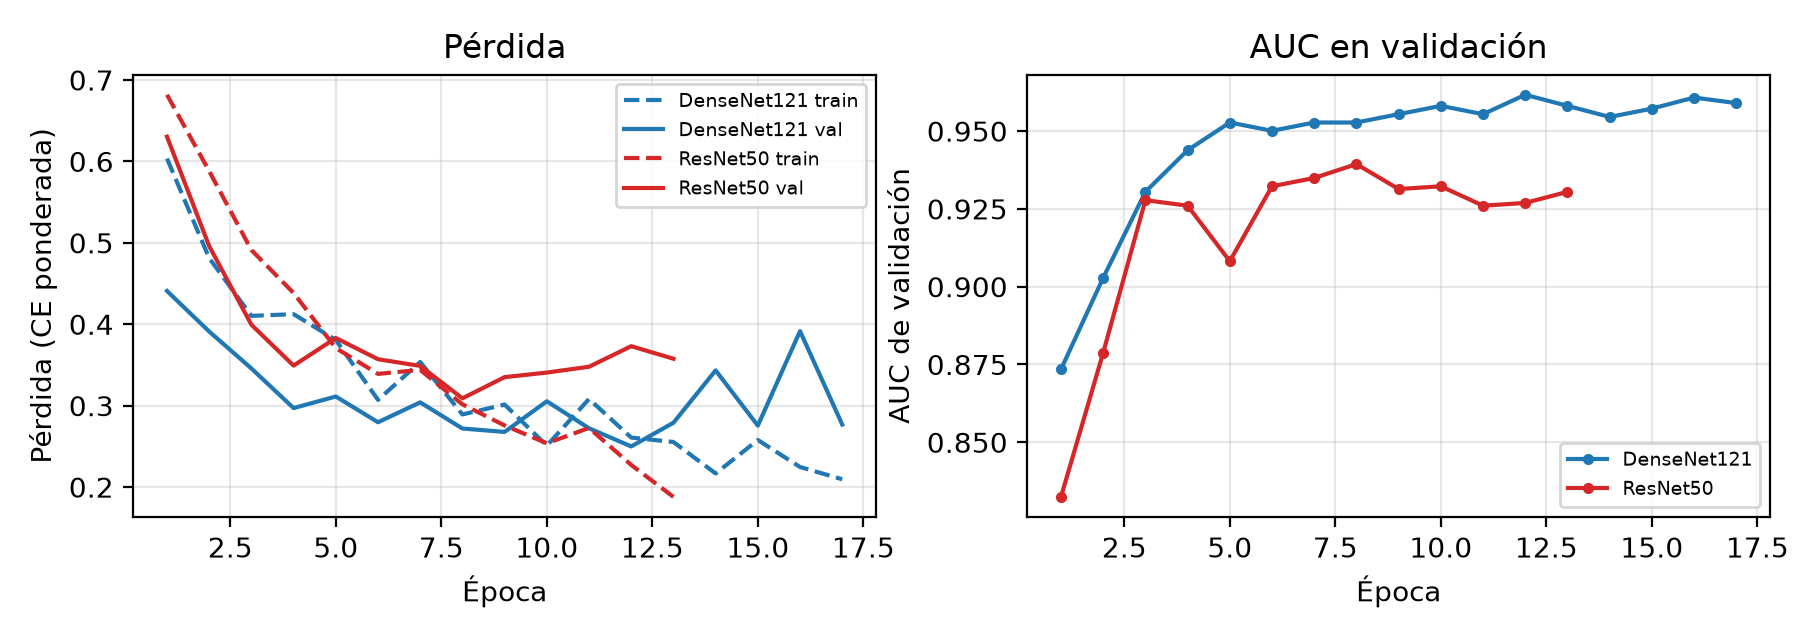 Pérdida
Pérdida (CE ponderada)
0.7
0.6
0.5
0.4
0.3
0.2
DenseNet121 train
DenseNet121 val
ResNet50 train
ResNet50 val
2.5 5.0 7.5 10.0 12.5 15.0 17.5
Época
AUC en validación
AUC de validación
0.950
0.925
0.900
0.875
0.850
DenseNet121
ResNet50
2.5 5.0 7.5 10.0 12.5 15.0 17.5
Época